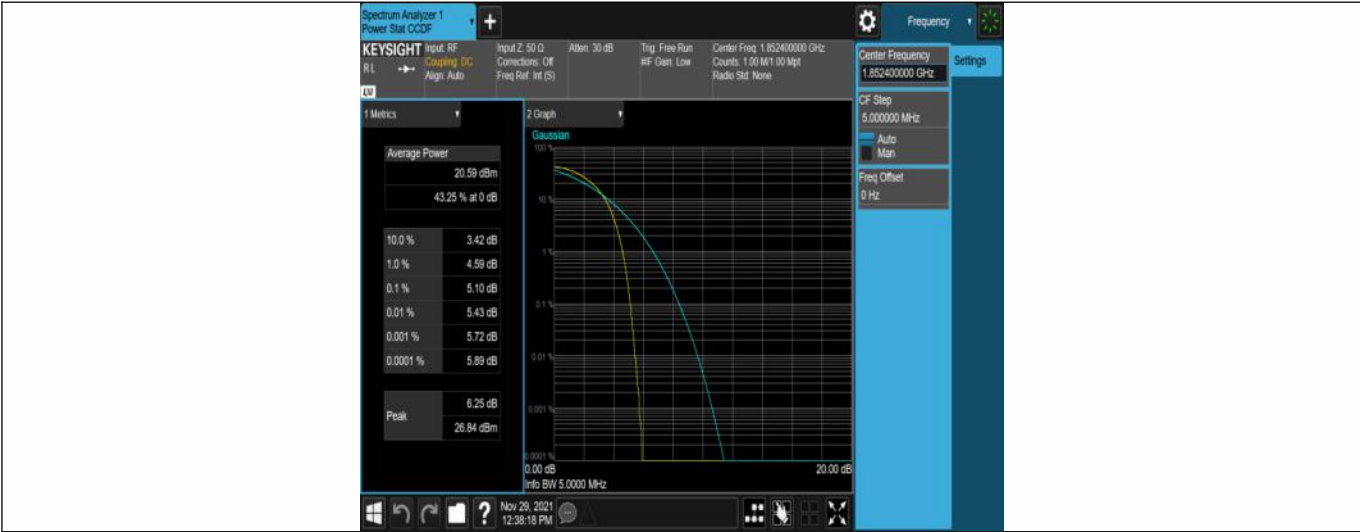 Spectrum Analyzer 1
Power Stat CCDF
+
Frequency
KEYSIGHT
Input: RF
Coupling: DC
Align: Auto
Input Z: 50 Ω
Corrections: Off
Freq Ref: Int (S)
Atten: 30 dB
Trig: Free Run
#IF Gain: Low
Center Freq: 1.852400000 GHz
Counts: 1.00 M/1.00 Mpt
Radio Std: None
RL
LXI
Center Frequency
1.852400000 GHz
Settings
CF Step
5.000000 MHz
Auto
Man
Freq Offset
0 Hz
1 Metrics
Average Power
20.59 dBm
43.25 % at 0 dB
10.0 % 3.42 dB
1.0 % 4.59 dB
0.1 % 5.10 dB
0.01 % 5.43 dB
0.001 % 5.72 dB
0.0001 % 5.89 dB
Peak 6.25 dB
26.84 dBm
2 Graph
Gaussian
100 %
10 %
1 %
0.1 %
0.01 %
0.001 %
0.0001 %
0.00 dB 20.00 dB
Info BW 5.0000 MHz
?
Nov 29, 2021
12:38:18 PM